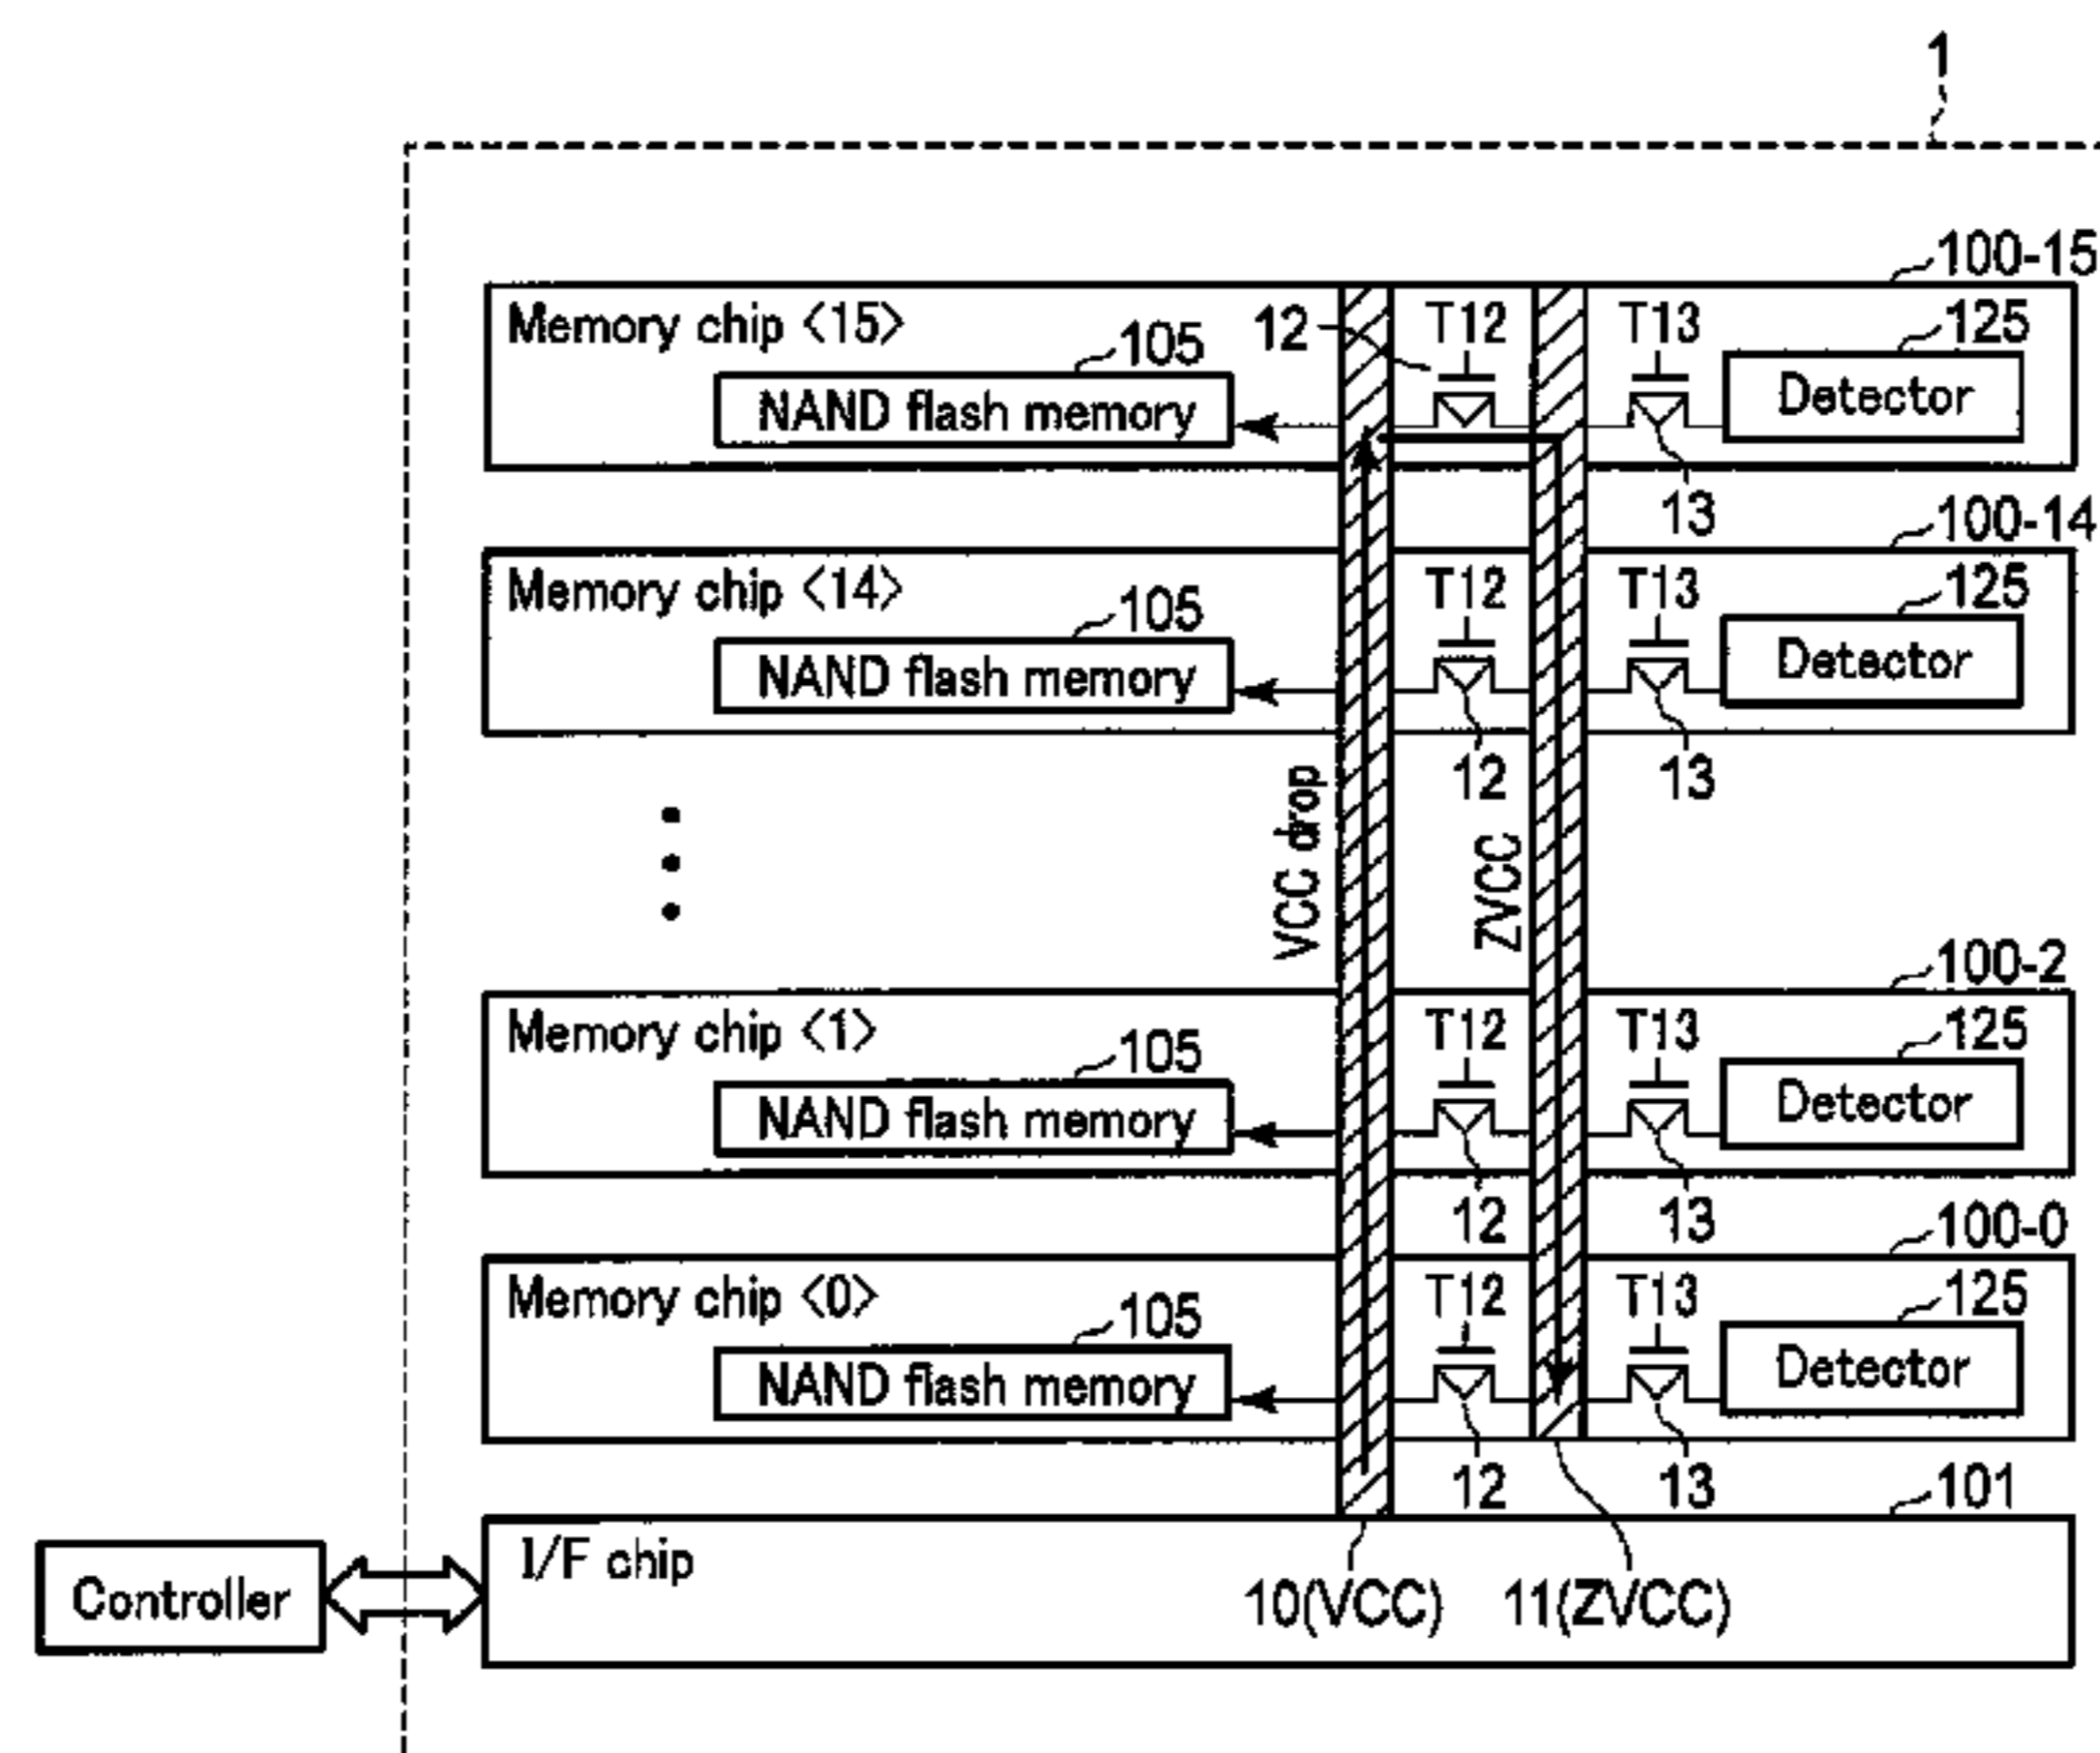 1
100-15
Memory chip <15>
12
T12
T13
125
105
NAND flash memory
Detector
13
100-14
Memory chip <14>
T12
T13
125
105
NAND flash memory
Detector
12
13
VCC drop
ZVCC
100-2
Memory chip <1>
T12
T13
125
105
NAND flash memory
Detector
12
13
100-0
Memory chip <0>
T12
T13
125
105
NAND flash memory
Detector
12
13
101
I/F chip
Controller
10(VCC)
11(ZVCC)